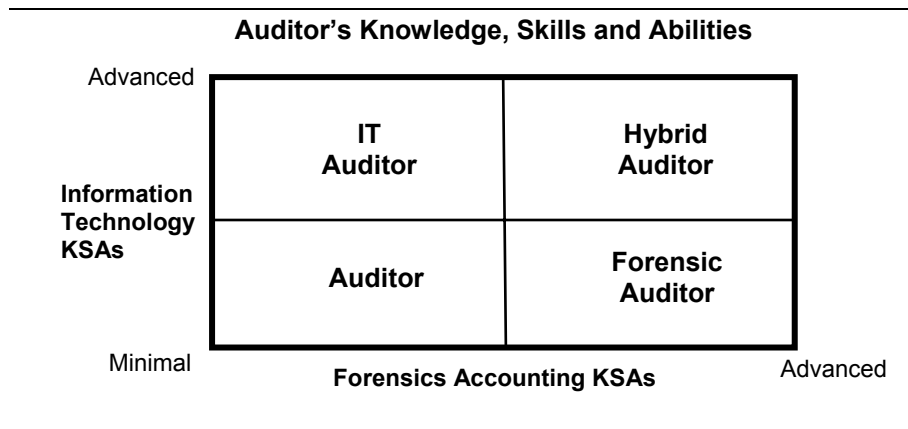 Auditor’s Knowledge, Skills and Abilities
Advanced
IT
Auditor
Hybrid
Auditor
Information
Technology
KSAs
Auditor
Forensic
Auditor
Minimal
Forensics Accounting KSAs
Advanced